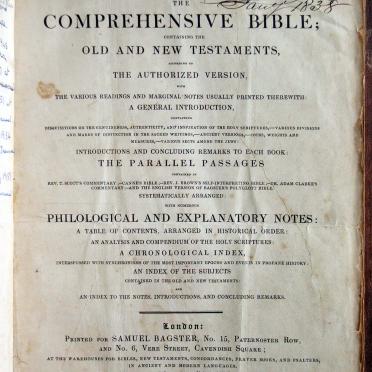 THE
Jany 1838
COMPREHENSIVE BIBLE;
CONTAINING THE
OLD AND NEW TESTAMENTS,
ACCORDING TO
THE AUTHORIZED VERSION,
WITH
THE VARIOUS READINGS AND MARGINAL NOTES USUALLY PRINTED THEREWITH:
A GENERAL INTRODUCTION,
CONTAINING
DISQUISITIONS ON THE GENUINENESS, AUTHENTICITY, AND INSPIRATION OF THE HOLY SCRIPTURES,—VARIOUS DIVISIONS
AND MARKS OF DISTINCTION IN THE SACRED WRITINGS,—ANCIENT VERSIONS,—COINS, WEIGHTS AND
MEASURES,—VARIOUS SECTS AMONG THE JEWS:
INTRODUCTIONS AND CONCLUDING REMARKS TO EACH BOOK:
THE PARALLEL PASSAGES
CONTAINED IN
REV. T. SCOTT'S COMMENTARY.—CANNE'S BIBLE;—REV. J. BROWN'S SELF-INTERPRETING BIBLE;—DR. ADAM CLARKE'S
COMMENTARY—AND THE ENGLISH VERSION OF BAGSTER'S POLYGLOTT BIBLE
SYSTEMATICALLY ARRANGED:
WITH NUMEROUS
PHILOLOGICAL AND EXPLANATORY NOTES:
A TABLE OF CONTENTS, ARRANGED IN HISTORICAL ORDER:
AN ANALYSIS AND COMPENDIUM OF THE HOLY SCRIPTURES:
A CHRONOLOGICAL INDEX,
INTERSPERSED WITH SYNCHRONISMS OF THE MOST IMPORTANT EPOCHS AND EVENTS IN PROFANE HISTORY:
AN INDEX OF THE SUBJECTS
CONTAINED IN THE OLD AND NEW TESTAMENTS:
AND
AN INDEX TO THE NOTES, INTRODUCTIONS, AND CONCLUDING REMARKS.
London:
PRINTED FOR SAMUEL BAGSTER, No. 15, PATERNOSTER ROW,
AND No. 6, VERE STREET, CAVENDISH SQUARE;
AT THE WAREHOUSES FOR BIBLES, NEW TESTAMENTS, CONCORDANCES, PRAYER BOOKS, AND PSALTERS,
IN ANCIENT AND MODERN LANGUAGES.